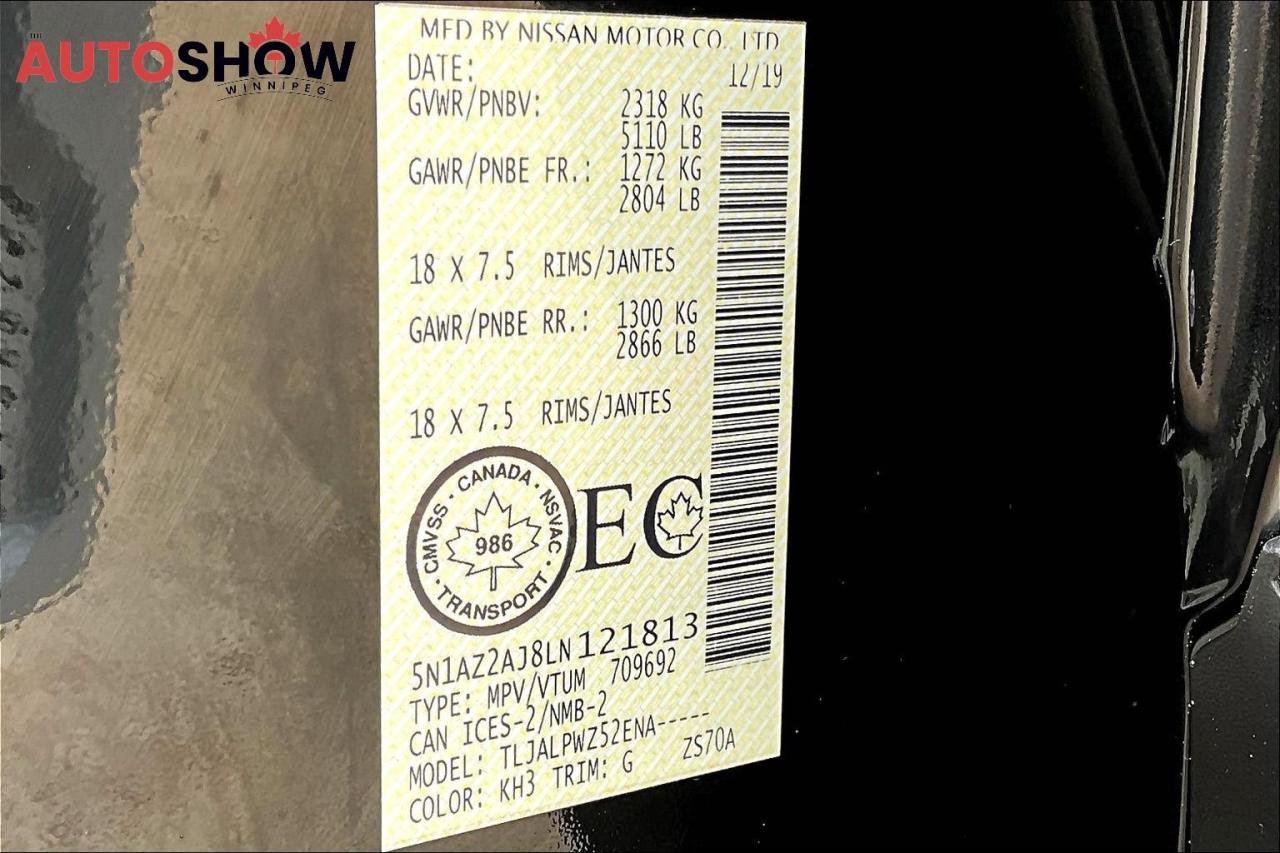 THE
AUTOSHOW
WINNIPEG
MFD BY NISSAN MOTOR CO., LTD
DATE: 12/19
GVWR/PNBV: 2318 KG
5110 LB
GAWR/PNBE FR.: 1272 KG
2804 LB
18 X 7.5 RIMS/JANTES
GAWR/PNBE RR.: 1300 KG
2866 LB
18 X 7.5 RIMS/JANTES
CMVSS · CANADA · NSVAC · TRANSPORT ·
986
EC
5N1AZ2AJ8LN121813
TYPE: MPV/VTUM 709692
CAN ICES-2/NMB-2
MODEL: TLJALPWZ52ENA-----
COLOR: KH3 TRIM: G ZS70A